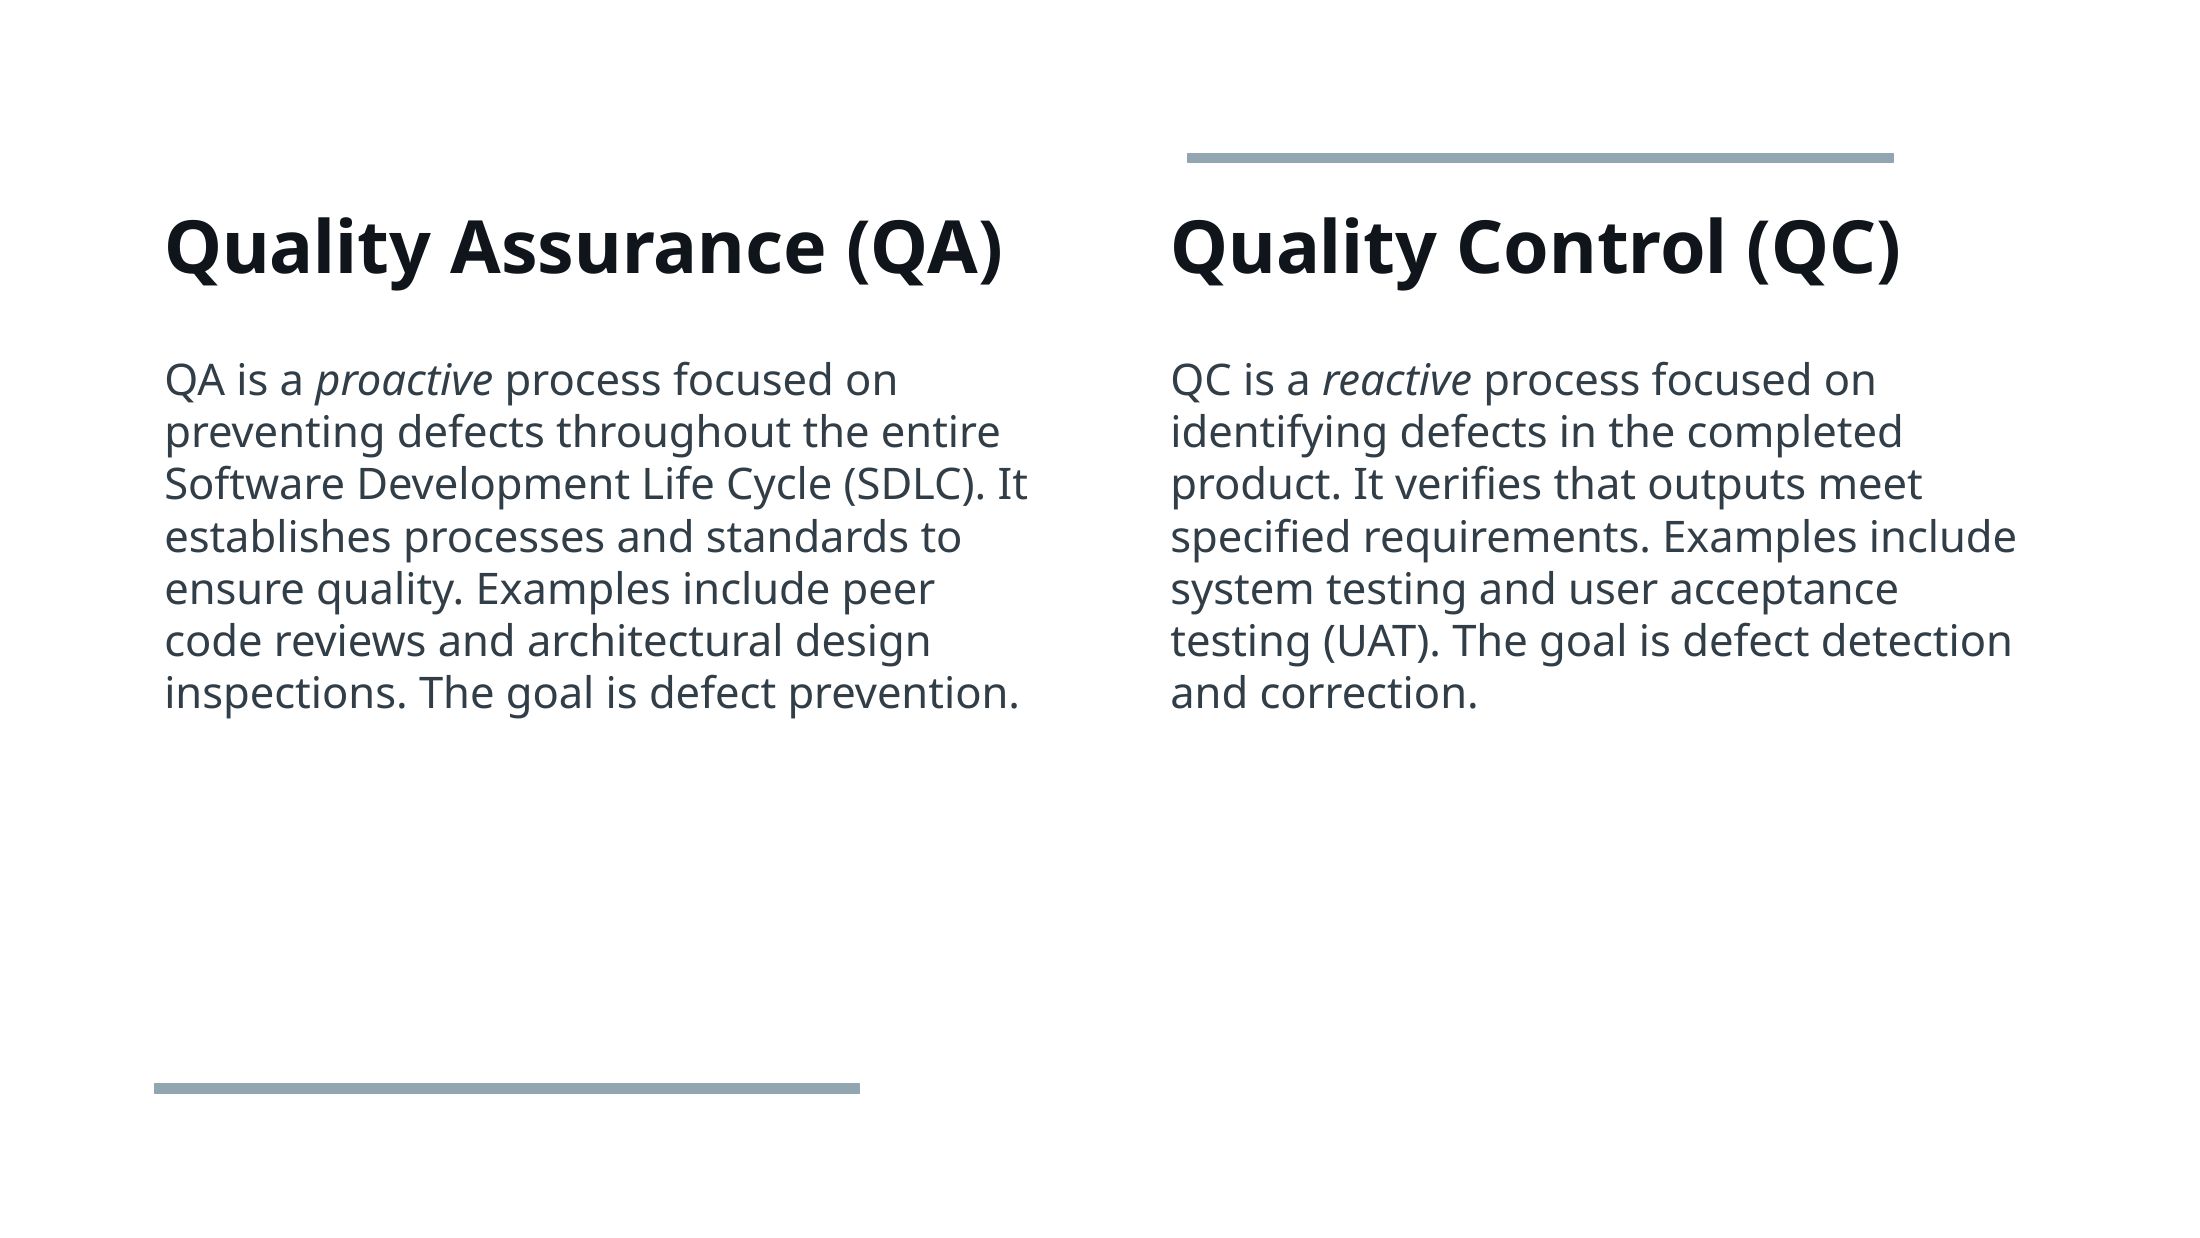 Quality Assurance (QA)
QA is a proactive process focused on
preventing defects throughout the entire
Software Development Life Cycle (SDLC). It
establishes processes and standards to
ensure quality. Examples include peer
code reviews and architectural design
inspections. The goal is defect prevention.
Quality Control (QC)
QC is a reactive process focused on
identifying defects in the completed
product. It verifies that outputs meet
specified requirements. Examples include
system testing and user acceptance
testing (UAT). The goal is defect detection
and correction.